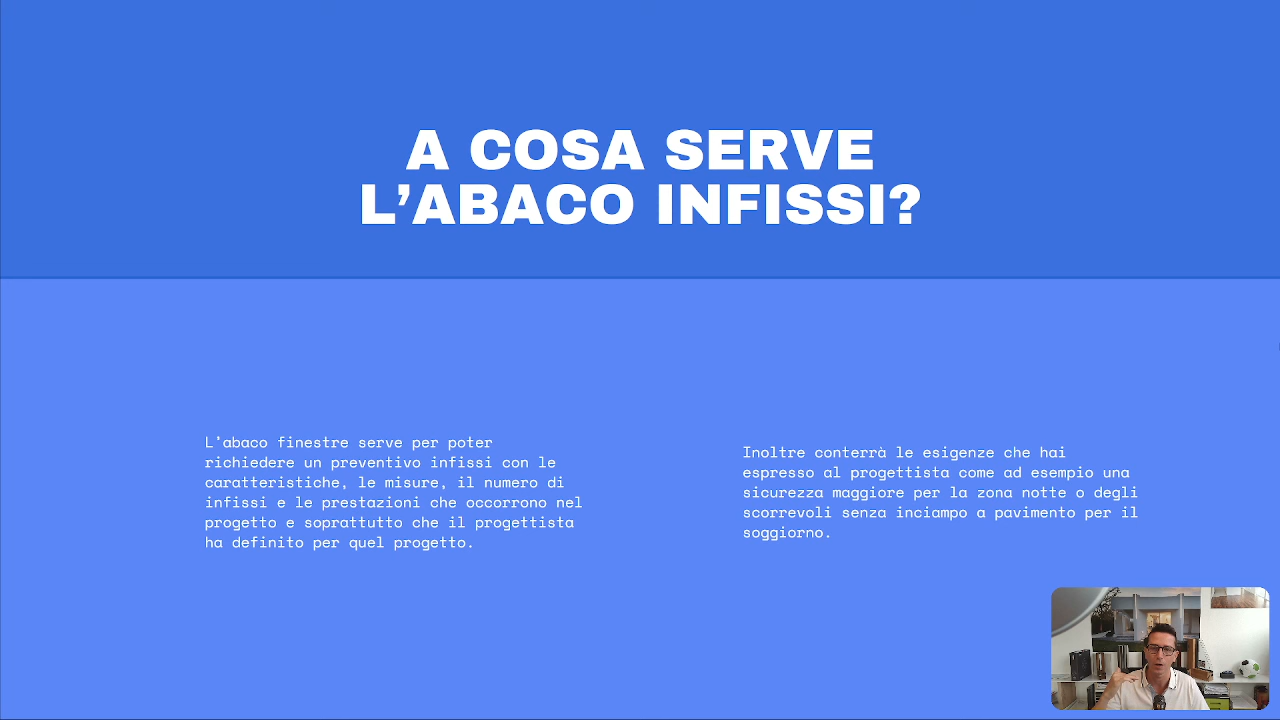 A COSA SERVE
L’ABACO INFISSI?
L'abaco finestre serve per poter
richiedere un preventivo infissi con le
caratteristiche, le misure, il numero di
infissi e le prestazioni che occorrono nel
progetto e soprattutto che il progettista
ha definito per quel progetto.
Inoltre conterrà le esigenze che hai
espresso al progettista come ad esempio una
sicurezza maggiore per la zona notte o degli
scorrevoli senza inciampo a pavimento per il
soggiorno.